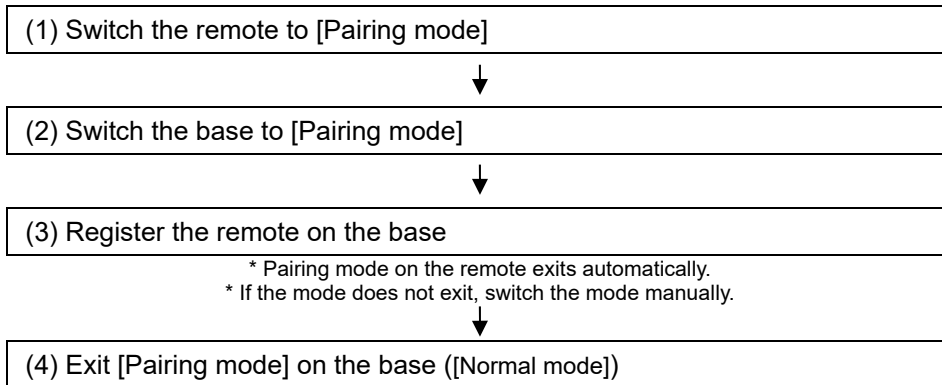 (1) Switch the remote to [Pairing mode]
(2) Switch the base to [Pairing mode]
(3) Register the remote on the base
* Pairing mode on the remote exits automatically.
* If the mode does not exit, switch the mode manually.
(4) Exit [Pairing mode] on the base ([Normal mode])